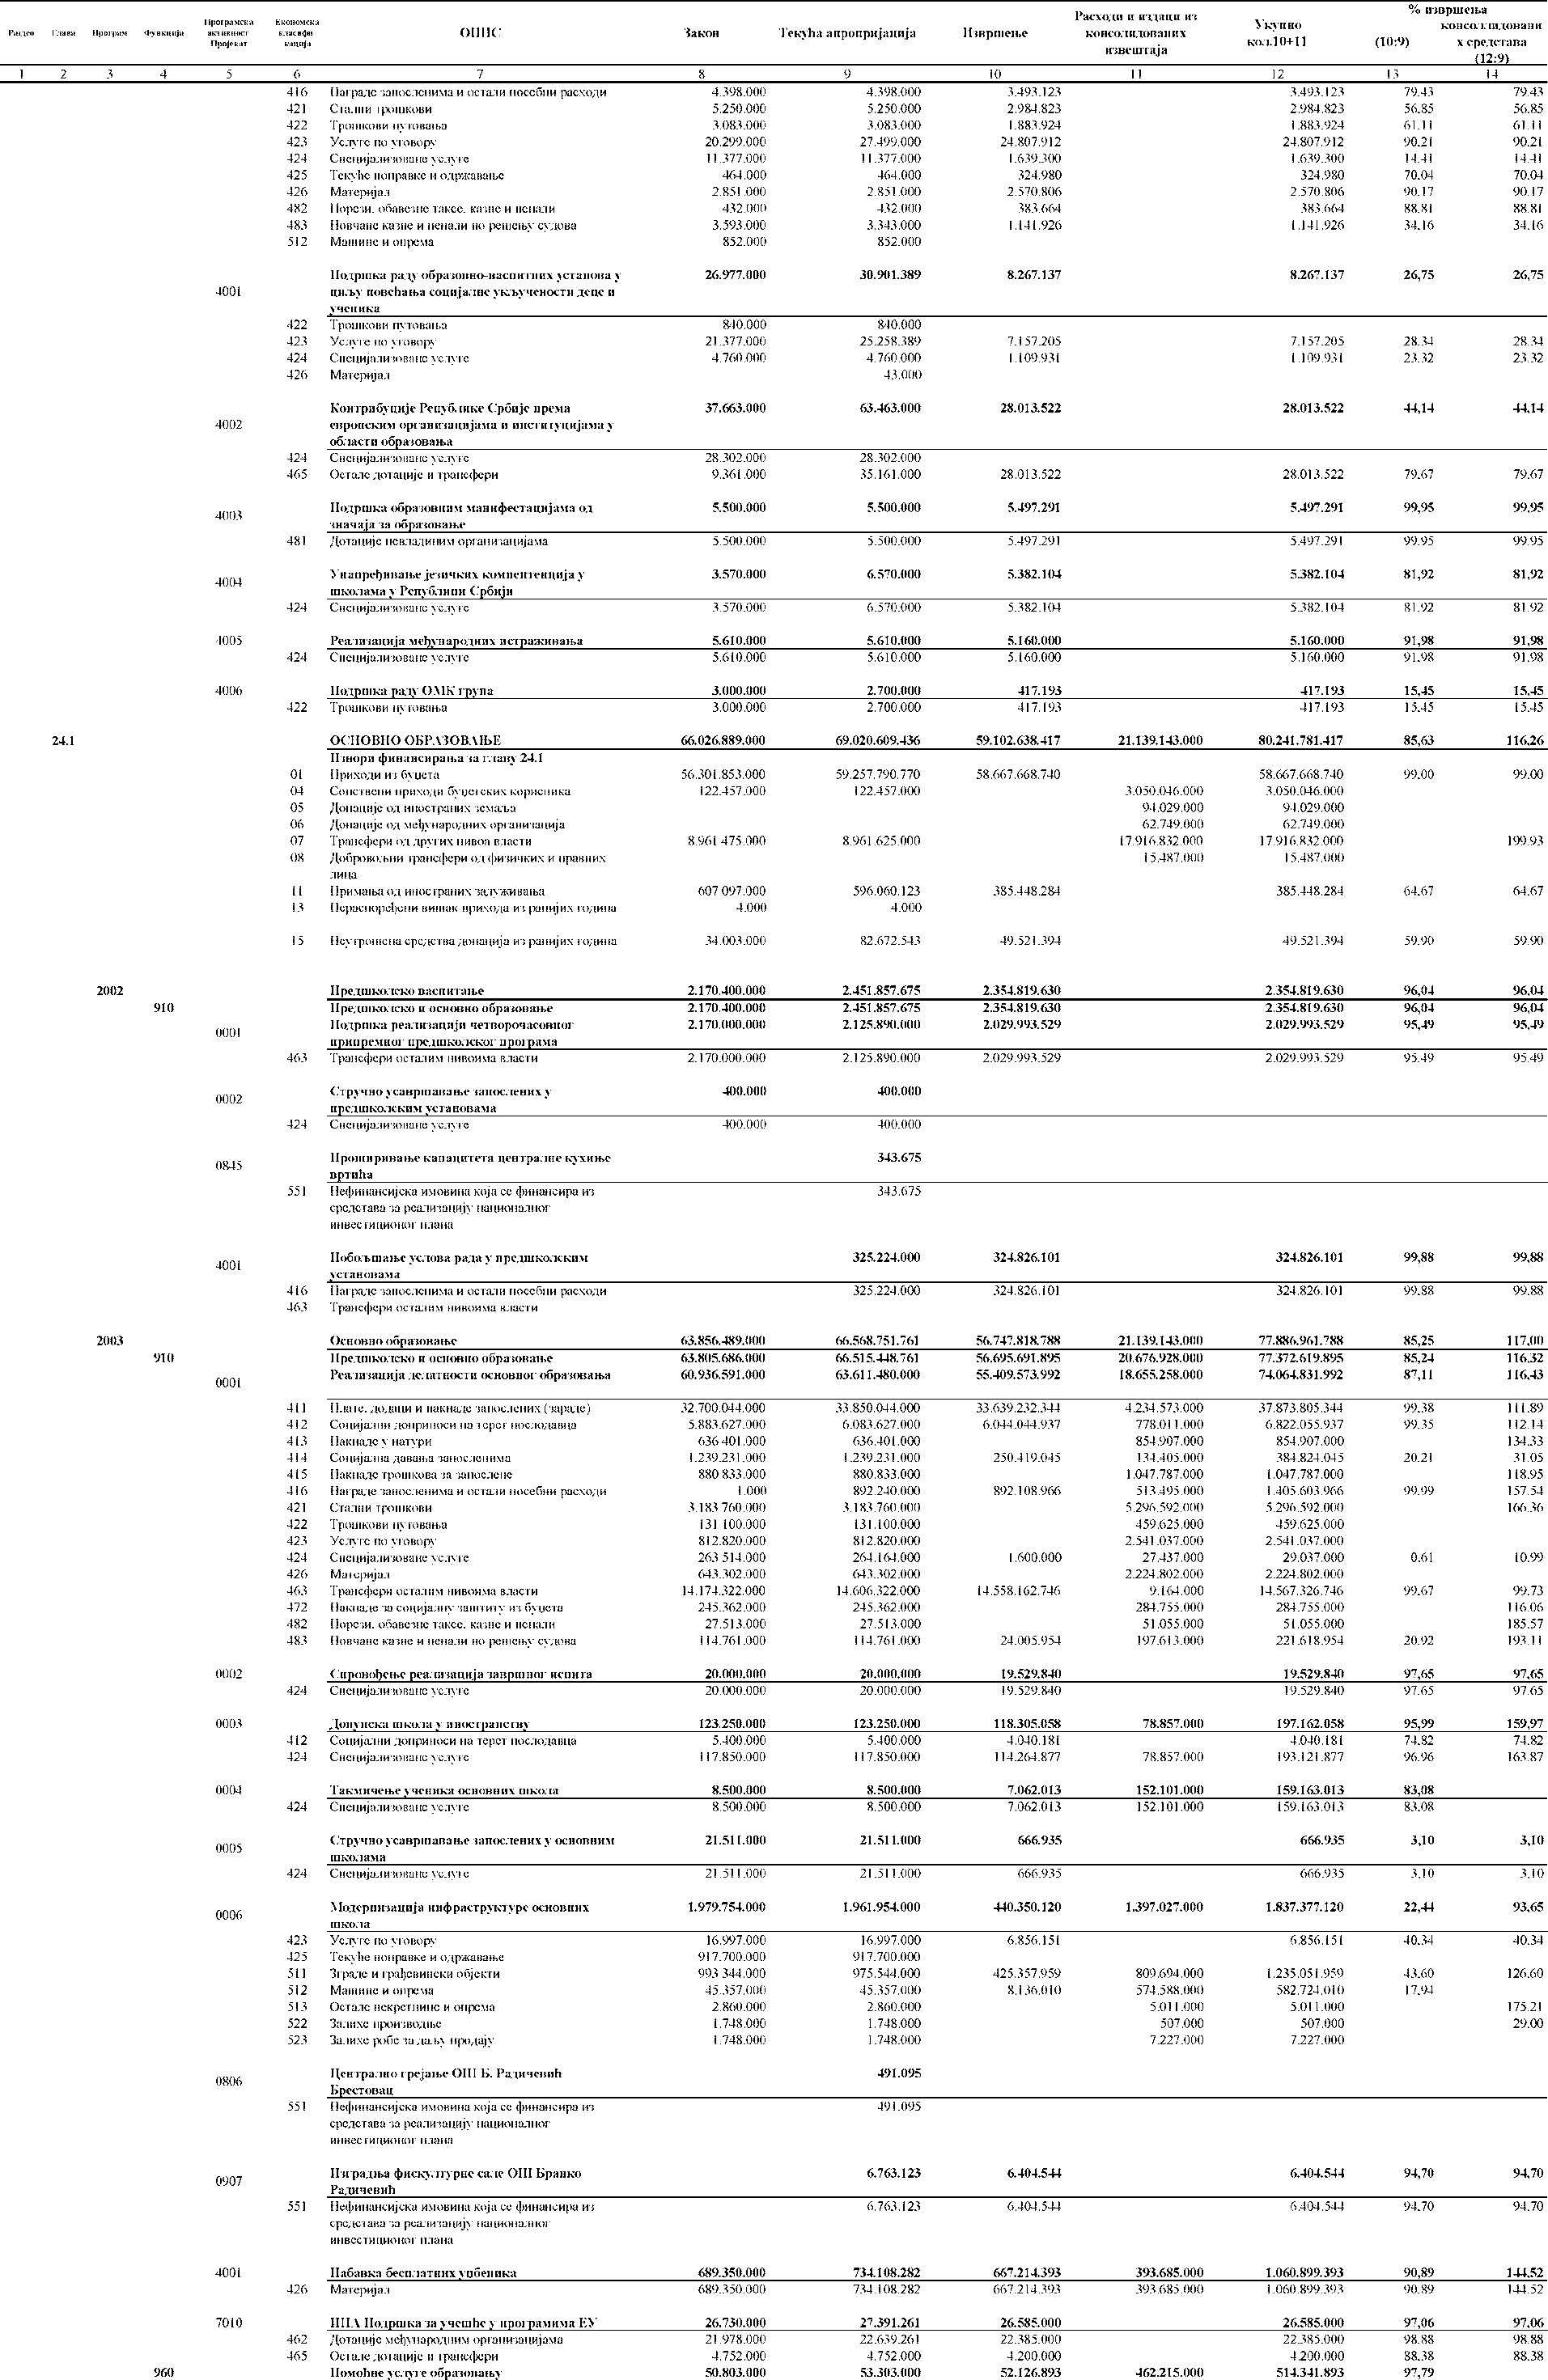 Раздео Глава Програм Функција Програмска активност Пројекат Економска класификација ОПИС Закон Текућа апропријација Извршење Расходи и издаци из консолидованих извештаја Укупно кол.10+11 % извршења (10:9) консолидованих средстава (12:9)
1 2 3 4 5 6 7 8 9 10 11 12 13 14
416 Награде запосленима и остали посебни расходи 4.398.000 4.398.000 3.493.123 3.493.123 79,43 79,43
421 Стални трошкови 5.250.000 5.250.000 2.984.823 2.984.823 56,85 56,85
422 Трошкови путовања 3.083.000 3.083.000 1.883.924 1.883.924 61,11 61,11
423 Услуге по уговору 20.299.000 27.499.000 24.807.912 24.807.912 90,21 90,21
424 Специјализоване услуге 11.377.000 11.377.000 1.639.300 1.639.300 14,41 14,41
425 Текуће поправке и одржавање 464.000 464.000 324.980 324.980 70,04 70,04
426 Материјал 2.851.000 2.851.000 2.570.806 2.570.806 90,17 90,17
482 Порези, обавезне таксе, казне и пенали 432.000 432.000 383.664 383.664 88,81 88,81
483 Новчане казне и пенали по решењу судова 3.593.000 3.343.000 1.141.926 1.141.926 34,16 34,16
512 Машине и опрема 852.000 852.000
4001 Подршка раду образовно-васпитних установа у 26.977.000 30.901.389 8.267.137 8.267.137 26,75 26,75
циљу повећања социјалне укључености деце и
ученика
422 Трошкови путовања 840.000 840.000
423 Услуге по уговору 21.377.000 25.258.389 7.157.205 7.157.205 28,34 28,34
424 Специјализоване услуге 4.760.000 4.760.000 1.109.931 1.109.931 23,32 23,32
426 Материјал 43.000
4002 Контрибуције Републике Србије према 37.663.000 63.463.000 28.013.522 28.013.522 44,14 44,14
европским организацијама и институцијама у
области образовања
424 Специјализоване услуге 28.302.000 28.302.000
465 Остале дотације и трансфери 9.361.000 35.161.000 28.013.522 28.013.522 79,67 79,67
4003 Подршка образовним манифестацијама од 5.500.000 5.500.000 5.497.291 5.497.291 99,95 99,95
значаја за образовање
481 Дотације невладиним организацијама 5.500.000 5.500.000 5.497.291 5.497.291 99,95 99,95
4004 Унапређивање језичких компентенција у 3.570.000 6.570.000 5.382.104 5.382.104 81,92 81,92
школама у Републици Србији
424 Специјализоване услуге 3.570.000 6.570.000 5.382.104 5.382.104 81,92 81,92
4005 Реализација међународних истраживања 5.610.000 5.610.000 5.160.000 5.160.000 91,98 91,98
424 Специјализоване услуге 5.610.000 5.610.000 5.160.000 5.160.000 91,98 91,98
4006 Подршка раду ОМК група 3.000.000 2.700.000 417.193 417.193 15,45 15,45
422 Трошкови путовања 3.000.000 2.700.000 417.193 417.193 15,45 15,45
24.1 ОСНОВНО ОБРАЗОВАЊЕ 66.026.889.000 69.020.609.436 59.102.638.417 21.139.143.000 80.241.781.417 85,63 116,26
Извори финансирања за главу 24.1
01 Приходи из буџета 56.301.853.000 59.257.790.770 58.667.668.740 58.667.668.740 99,00 99,00
04 Сопствени приходи буџетских корисника 122.457.000 122.457.000 3.050.046.000 3.050.046.000
05 Донације од иностраних земаља 94.029.000 94.029.000
06 Донације од међународних организација 62.749.000 62.749.000
07 Трансфери од других нивоа власти 8.961.475.000 8.961.625.000 17.916.832.000 17.916.832.000 199,93
08 Добровољни трансфери од физичких и правних 15.487.000 15.487.000
лица
11 Примања од иностраних задуживања 607.097.000 596.060.123 385.448.284 385.448.284 64,67 64,67
13 Нераспоређени вишак прихода из ранијих година 4.000 4.000
15 Неутрошена средства донација из ранијих година 34.003.000 82.672.543 49.521.394 49.521.394 59,90 59,90
2002 Предшколско васпитање 2.170.400.000 2.451.857.675 2.354.819.630 2.354.819.630 96,04 96,04
910 Предшколско и основно образовање 2.170.400.000 2.451.857.675 2.354.819.630 2.354.819.630 96,04 96,04
0001 Подршка реализацији четворочасовног 2.170.000.000 2.125.890.000 2.029.993.529 2.029.993.529 95,49 95,49
припремног предшколског програма
463 Трансфери осталим нивоима власти 2.170.000.000 2.125.890.000 2.029.993.529 2.029.993.529 95,49 95,49
0002 Стручно усавршавање запослених у 400.000 400.000
предшколским установама
424 Специјализоване услуге 400.000 400.000
0845 Проширивање капацитета централне кухиње 343.675
вртића
551 Нефинансијска имовина која се финансира из 343.675
средстава за реализацију националног
инвестиционог плана
4001 Побољшање услова рада у предшколским 325.224.000 324.826.101 324.826.101 99,88 99,88
установама
416 Награде запосленима и остали посебни расходи 325.224.000 324.826.101 324.826.101 99,88 99,88
463 Трансфери осталим нивоима власти
2003 Основно образовање 63.856.489.000 66.568.751.761 56.747.818.788 21.139.143.000 77.886.961.788 85,25 117,00
910 Предшколско и основно образовање 63.805.686.000 66.515.448.761 56.695.691.895 20.676.928.000 77.372.619.895 85,24 116,32
0001 Реализација делатности основног образовања 60.936.591.000 63.611.480.000 55.409.573.992 18.655.258.000 74.064.831.992 87,11 116,43
411 Плате, додаци и накнаде запослених (зараде) 32.700.044.000 33.850.044.000 33.639.232.344 4.234.573.000 37.873.805.344 99,38 111,89
412 Социјални доприноси на терет послодавца 5.883.627.000 6.083.627.000 6.044.044.937 778.011.000 6.822.055.937 99,35 112,14
413 Накнаде у натури 636.401.000 636.401.000 854.907.000 854.907.000 134,33
414 Социјална давања запосленима 1.239.231.000 1.239.231.000 250.419.045 134.405.000 384.824.045 20,21 31,05
415 Накнаде трошкова за запослене 880.833.000 880.833.000 1.047.787.000 1.047.787.000 118,95
416 Награде запосленима и остали посебни расходи 1.000 892.240.000 892.108.966 513.495.000 1.405.603.966 99,99 157,54
421 Стални трошкови 3.183.760.000 3.183.760.000 5.296.592.000 5.296.592.000 166,36
422 Трошкови путовања 131.100.000 131.100.000 459.625.000 459.625.000
423 Услуге по уговору 812.820.000 812.820.000 2.541.037.000 2.541.037.000
424 Специјализоване услуге 263.514.000 264.164.000 1.600.000 27.437.000 29.037.000 0,61 10,99
426 Материјал 643.302.000 643.302.000 2.224.802.000 2.224.802.000
463 Трансфери осталим нивоима власти 14.174.322.000 14.606.322.000 14.558.162.746 9.164.000 14.567.326.746 99,67 99,73
472 Накнаде за социјалну заштиту из буџета 245.362.000 245.362.000 284.755.000 284.755.000 116,06
482 Порези, обавезне таксе, казне и пенали 27.513.000 27.513.000 51.055.000 51.055.000 185,57
483 Новчане казне и пенали по решењу судова 114.761.000 114.761.000 24.005.954 197.613.000 221.618.954 20,92 193,11
0002 Спровођење реализација завршног испита 20.000.000 20.000.000 19.529.840 19.529.840 97,65 97,65
424 Специјализоване услуге 20.000.000 20.000.000 19.529.840 19.529.840 97,65 97,65
0003 Допунска школа у иностранству 123.250.000 123.250.000 118.305.058 78.857.000 197.162.058 95,99 159,97
412 Социјални доприноси на терет послодавца 5.400.000 5.400.000 4.040.181 4.040.181 74,82 74,82
424 Специјализоване услуге 117.850.000 117.850.000 114.264.877 78.857.000 193.121.877 96,96 163,87
0004 Такмичење ученика основних школа 8.500.000 8.500.000 7.062.013 152.101.000 159.163.013 83,08
424 Специјализоване услуге 8.500.000 8.500.000 7.062.013 152.101.000 159.163.013 83,08
0005 Стручно усавршавање запослених у основним 21.511.000 21.511.000 666.935 666.935 3,10 3,10
школама
424 Специјализоване услуге 21.511.000 21.511.000 666.935 666.935 3,10 3,10
0006 Модернизација инфраструктуре основних 1.979.754.000 1.961.954.000 440.350.120 1.397.027.000 1.837.377.120 22,44 93,65
школа
423 Услуге по уговору 16.997.000 16.997.000 6.856.151 6.856.151 40,34 40,34
425 Текуће поправке и одржавање 917.700.000 917.700.000
511 Зграде и грађевински објекти 993.344.000 975.544.000 425.357.959 809.694.000 1.235.051.959 43,60 126,60
512 Машине и опрема 45.357.000 45.357.000 8.136.010 574.588.000 582.724.010 17,94
513 Остале некретнине и опрема 2.860.000 2.860.000 5.011.000 5.011.000 175,21
522 Залихе производње 1.748.000 1.748.000 507.000 507.000 29,00
523 Залихе робе за даљу продају 1.748.000 1.748.000 7.227.000 7.227.000
0806 Централно грејање ОШ Б. Радичевић 491.095
Брестовац
551 Нефинансијска имовина која се финансира из 491.095
средстава за реализацију националног
инвестиционог плана
0907 Изградња фискултурне сале ОШ Бранко 6.763.123 6.404.544 6.404.544 94,70 94,70
Радичевић
551 Нефинансијска имовина која се финансира из 6.763.123 6.404.544 6.404.544 94,70 94,70
средстава за реализацију националног
инвестиционог плана
4001 Набавка бесплатних уџбеника 689.350.000 734.108.282 667.214.393 393.685.000 1.060.899.393 90,89 144,52
426 Материјал 689.350.000 734.108.282 667.214.393 393.685.000 1.060.899.393 90,89 144,52
7010 ИПА Подршка за учешће у програмима ЕУ 26.730.000 27.391.261 26.585.000 26.585.000 97,06 97,06
462 Дотације међународним организацијама 21.978.000 22.639.261 22.385.000 22.385.000 98,88 98,88
465 Остале дотације и трансфери 4.752.000 4.752.000 4.200.000 4.200.000 88,38 88,38
960 Помоћне услуге образовању 50.803.000 53.303.000 52.126.893 462.215.000 514.341.893 97,79